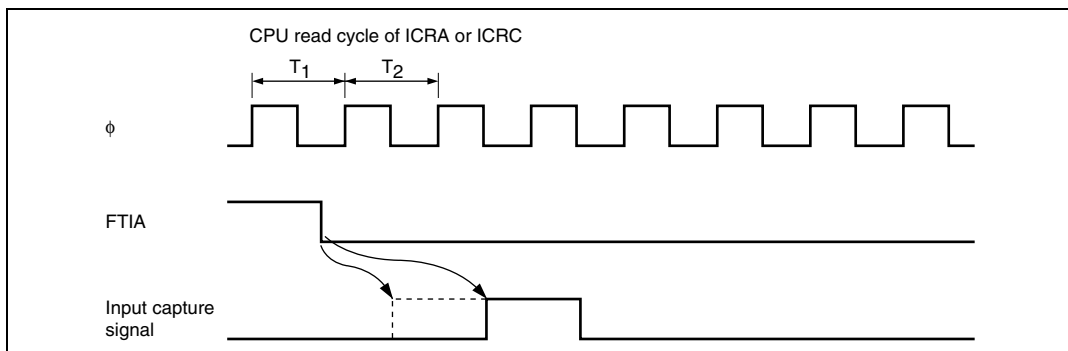 CPU read cycle of ICRA or ICRC
T1 T2
ϕ
FTIA
Input capture
signal